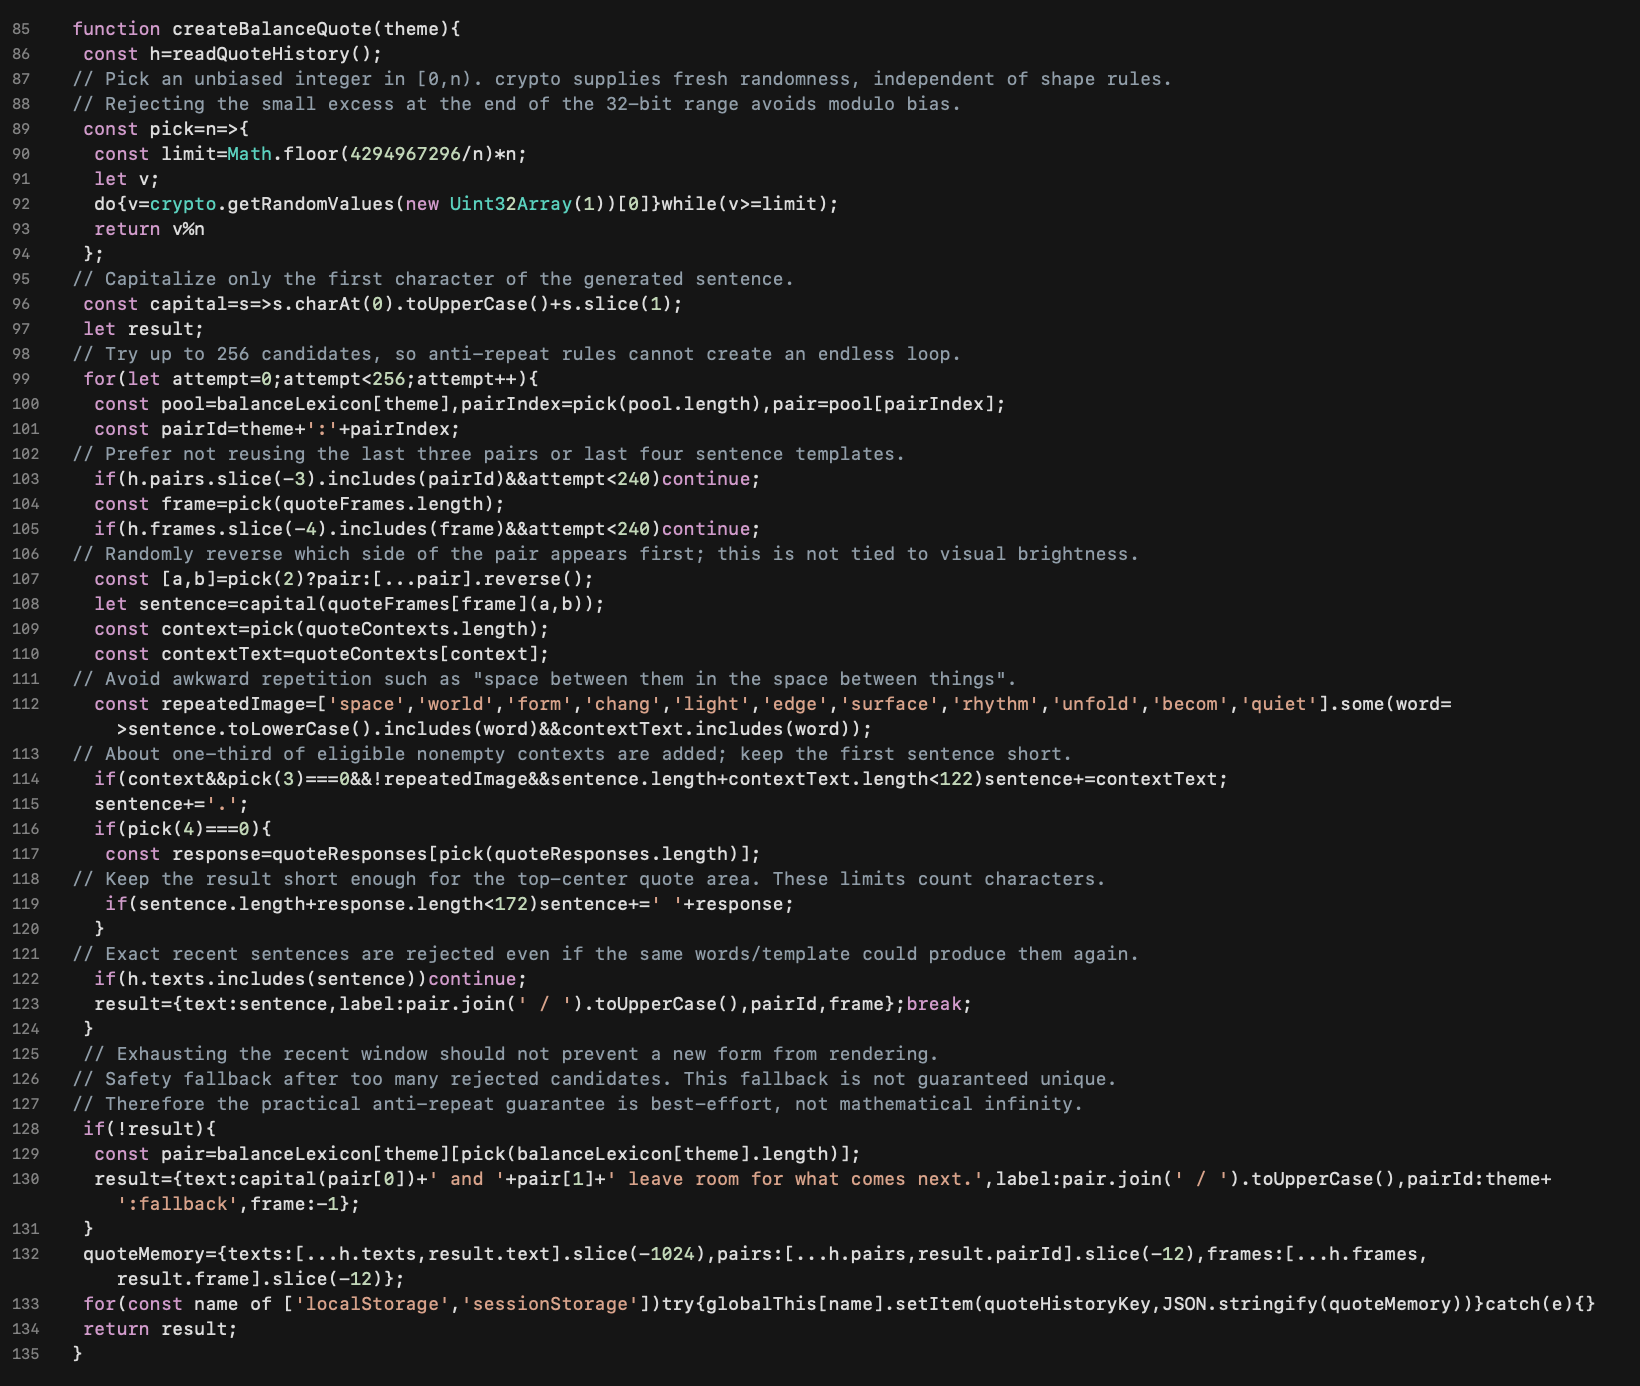 85 function createBalanceQuote(theme){
86 const h=readQuoteHistory();
87 // Pick an unbiased integer in [0,n). crypto supplies fresh randomness, independent of shape rules.
88 // Rejecting the small excess at the end of the 32-bit range avoids modulo bias.
89 const pick=n=>{
90 const limit=Math.floor(4294967296/n)*n;
91 let v;
92 do{v=crypto.getRandomValues(new Uint32Array(1))[0]}while(v>=limit);
93 return v%n
94 };
95 // Capitalize only the first character of the generated sentence.
96 const capital=s=>s.charAt(0).toUpperCase()+s.slice(1);
97 let result;
98 // Try up to 256 candidates, so anti-repeat rules cannot create an endless loop.
99 for(let attempt=0;attempt<256;attempt++){
100 const pool=balanceLexicon[theme],pairIndex=pick(pool.length),pair=pool[pairIndex];
101 const pairId=theme+':'+pairIndex;
102 // Prefer not reusing the last three pairs or last four sentence templates.
103 if(h.pairs.slice(-3).includes(pairId)&&attempt<240)continue;
104 const frame=pick(quoteFrames.length);
105 if(h.frames.slice(-4).includes(frame)&&attempt<240)continue;
106 // Randomly reverse which side of the pair appears first; this is not tied to visual brightness.
107 const [a,b]=pick(2)?pair:[...pair].reverse();
108 let sentence=capital(quoteFrames[frame](a,b));
109 const context=pick(quoteContexts.length);
110 const contextText=quoteContexts[context];
111 // Avoid awkward repetition such as "space between them in the space between things".
112 const repeatedImage=['space','world','form','chang','light','edge','surface','rhythm','unfold','becom','quiet'].some(word=
>sentence.toLowerCase().includes(word)&&contextText.includes(word));
113 // About one-third of eligible nonempty contexts are added; keep the first sentence short.
114 if(context&&pick(3)===0&&!repeatedImage&&sentence.length+contextText.length<122)sentence+=contextText;
115 sentence+='.';
116 if(pick(4)===0){
117 const response=quoteResponses[pick(quoteResponses.length)];
118 // Keep the result short enough for the top-center quote area. These limits count characters.
119 if(sentence.length+response.length<172)sentence+=' '+response;
120 }
121 // Exact recent sentences are rejected even if the same words/template could produce them again.
122 if(h.texts.includes(sentence))continue;
123 result={text:sentence,label:pair.join(' / ').toUpperCase(),pairId,frame};break;
124 }
125 // Exhausting the recent window should not prevent a new form from rendering.
126 // Safety fallback after too many rejected candidates. This fallback is not guaranteed unique.
127 // Therefore the practical anti-repeat guarantee is best-effort, not mathematical infinity.
128 if(!result){
129 const pair=balanceLexicon[theme][pick(balanceLexicon[theme].length)];
130 result={text:capital(pair[0])+' and '+pair[1]+' leave room for what comes next.',label:pair.join(' / ').toUpperCase(),pairId:theme+
':fallback',frame:-1};
131 }
132 quoteMemory={texts:[...h.texts,result.text].slice(-1024),pairs:[...h.pairs,result.pairId].slice(-12),frames:[...h.frames,
result.frame].slice(-12)};
133 for(const name of ['localStorage','sessionStorage'])try{globalThis[name].setItem(quoteHistoryKey,JSON.stringify(quoteMemory))}catch(e){}
134 return result;
135 }